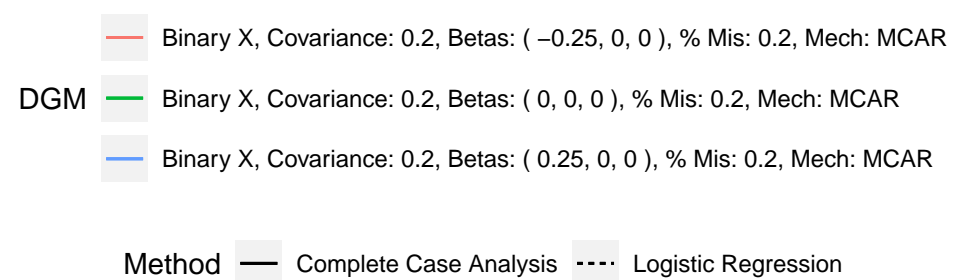 Binary X, Covariance: 0.2, Betas: ( −0.25, 0, 0 ), % Mis: 0.2, Mech: MCAR
DGM Binary X, Covariance: 0.2, Betas: ( 0, 0, 0 ), % Mis: 0.2, Mech: MCAR
Binary X, Covariance: 0.2, Betas: ( 0.25, 0, 0 ), % Mis: 0.2, Mech: MCAR
Method Complete Case Analysis Logistic Regression